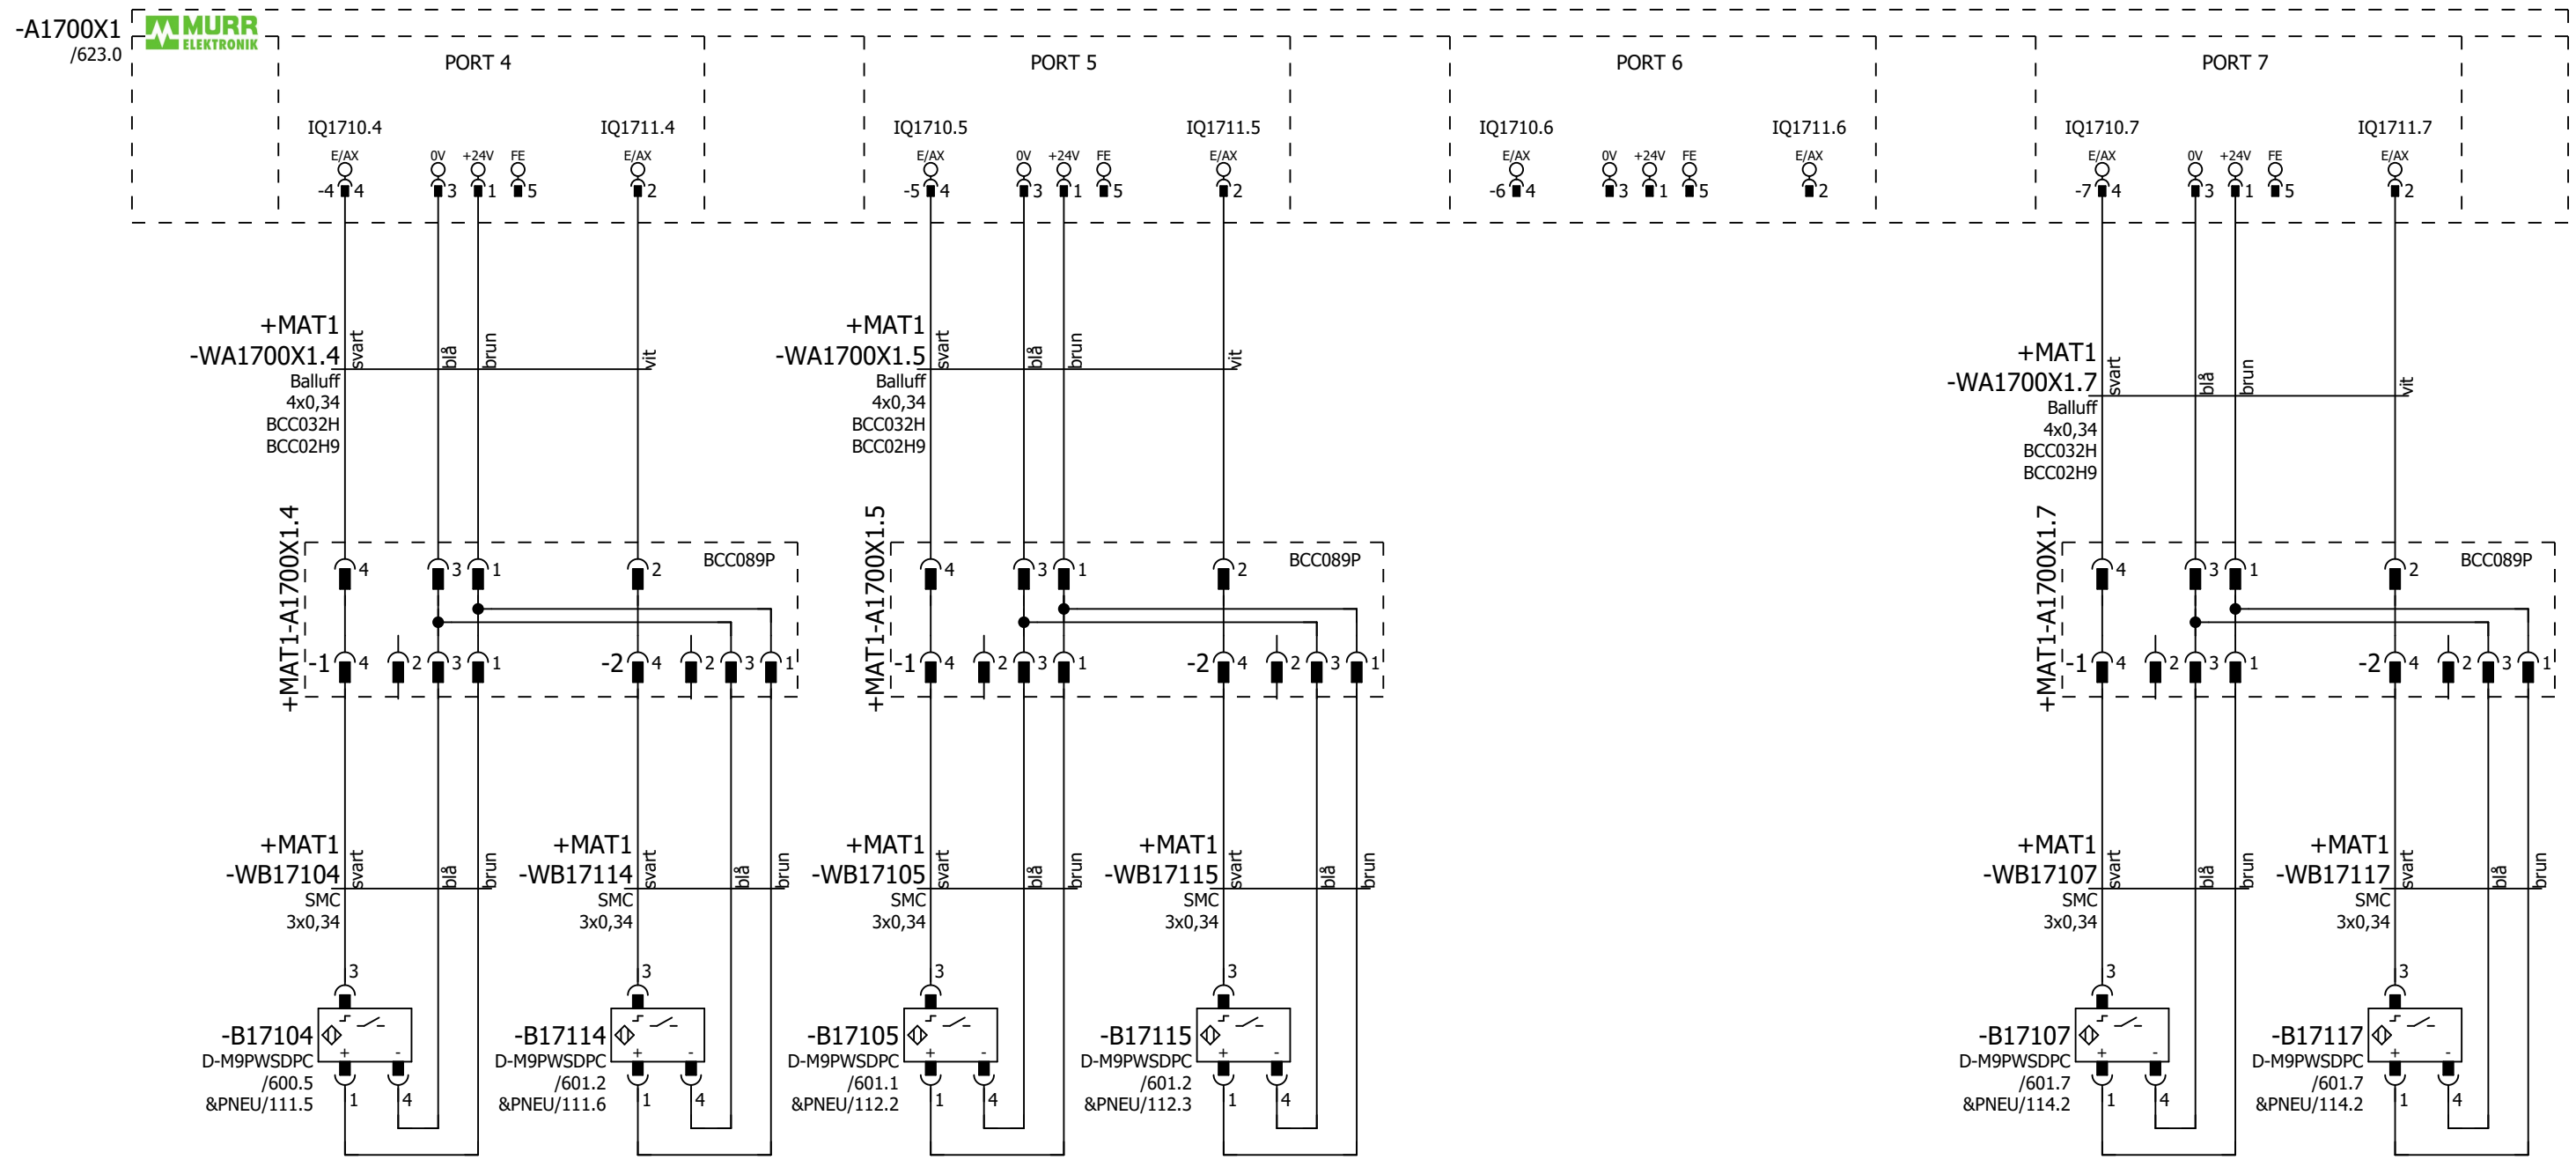 -A1700X1
/623.0
MURR
ELEKTRONIK
PORT 4
PORT 5
PORT 6
PORT 7
IQ1710.4
IQ1711.4
IQ1710.5
IQ1711.5
IQ1710.6
IQ1711.6
IQ1710.7
IQ1711.7
E/AX 0V +24V FE E/AX
E/AX 0V +24V FE E/AX
E/AX 0V +24V FE E/AX
E/AX 0V +24V FE E/AX
-4 4 3 1 5 2
-5 4 3 1 5 2
-6 4 3 1 5 2
-7 4 3 1 5 2
+MAT1
-WA1700X1.4
Balluff
4x0,34
BCC032H
BCC02H9
svart
blå
brun
vit
+MAT1
-WA1700X1.5
Balluff
4x0,34
BCC032H
BCC02H9
svart
blå
brun
vit
+MAT1
-WA1700X1.7
Balluff
4x0,34
BCC032H
BCC02H9
svart
blå
brun
vit
+MAT1-A1700X1.4
4 3 1 2
BCC089P
-1 4 2 3 1 -2 4 2 3 1
+MAT1-A1700X1.5
4 3 1 2
BCC089P
-1 4 2 3 1 -2 4 2 3 1
+MAT1-A1700X1.7
4 3 1 2
BCC089P
-1 4 2 3 1 -2 4 2 3 1
+MAT1
-WB17104
SMC
3x0,34
svart
blå
brun
+MAT1
-WB17114
SMC
3x0,34
svart
blå
brun
+MAT1
-WB17105
SMC
3x0,34
svart
blå
brun
+MAT1
-WB17115
SMC
3x0,34
svart
blå
brun
+MAT1
-WB17107
SMC
3x0,34
svart
blå
brun
+MAT1
-WB17117
SMC
3x0,34
svart
blå
brun
3
-B17104
D-M9PWSDPC
/600.5
&PNEU/111.5
+ -
1 4
3
-B17114
D-M9PWSDPC
/601.2
&PNEU/111.6
+ -
1 4
3
-B17105
D-M9PWSDPC
/601.1
&PNEU/112.2
+ -
1 4
3
-B17115
D-M9PWSDPC
/601.2
&PNEU/112.3
+ -
1 4
3
-B17107
D-M9PWSDPC
/601.7
&PNEU/114.2
+ -
1 4
3
-B17117
D-M9PWSDPC
/601.7
&PNEU/114.2
+ -
1 4